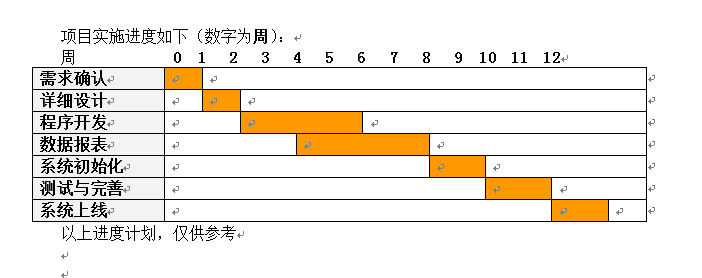 项目实施进度如下（数字为周）：
周 0 1 2 3 4 5 6 7 8 9 10 11 12
需求确认
详细设计
程序开发
数据报表
系统初始化
测试与完善
系统上线
以上进度计划，仅供参考